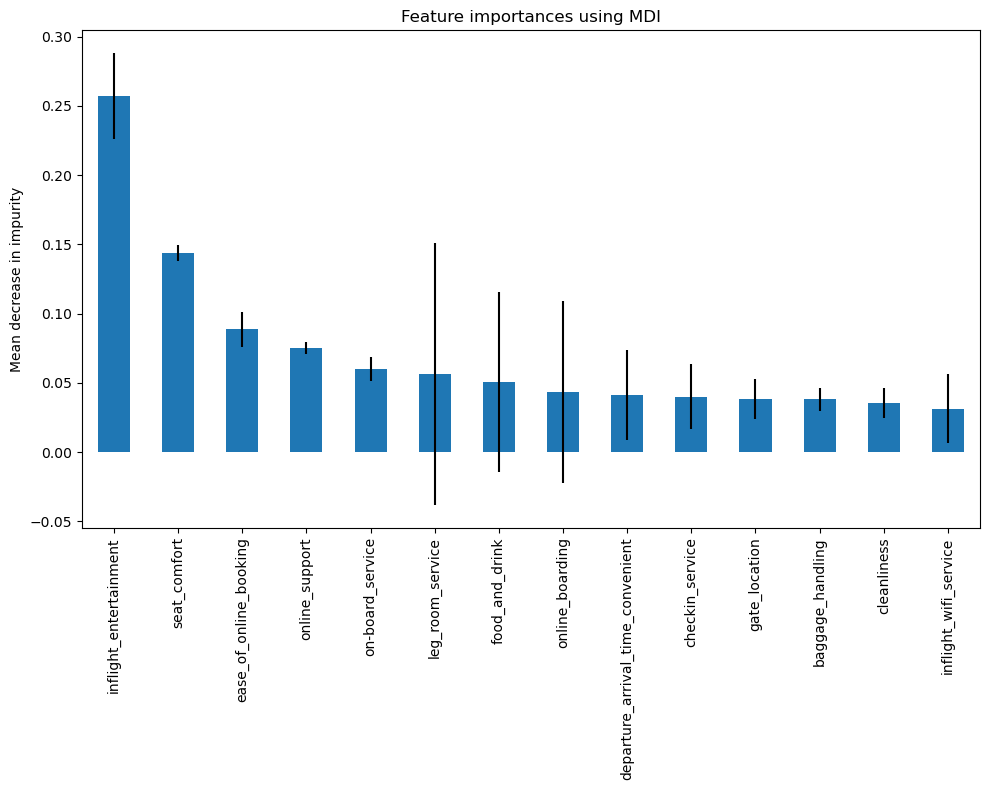 Feature importances using MDI
Mean decrease in impurity
0.30
0.25
0.20
0.15
0.10
0.05
0.00
−0.05
inflight_entertainment
seat_comfort
ease_of_online_booking
online_support
on-board_service
leg_room_service
food_and_drink
online_boarding
departure_arrival_time_convenient
checkin_service
gate_location
baggage_handling
cleanliness
inflight_wifi_service